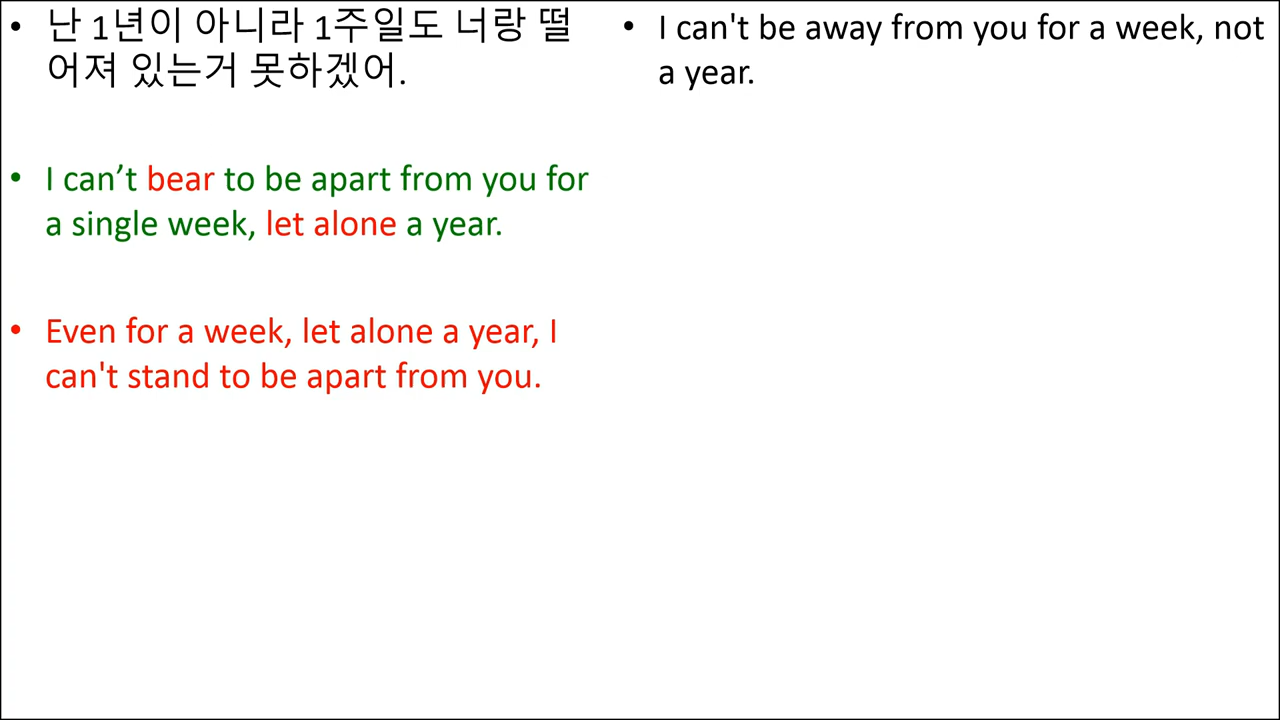 • 난 1년이 아니라 1주일도 너랑 떨
어져 있는거 못하겠어.
• I can’t bear to be apart from you for
a single week, let alone a year.
• Even for a week, let alone a year, I
can't stand to be apart from you.
• I can't be away from you for a week, not
a year.